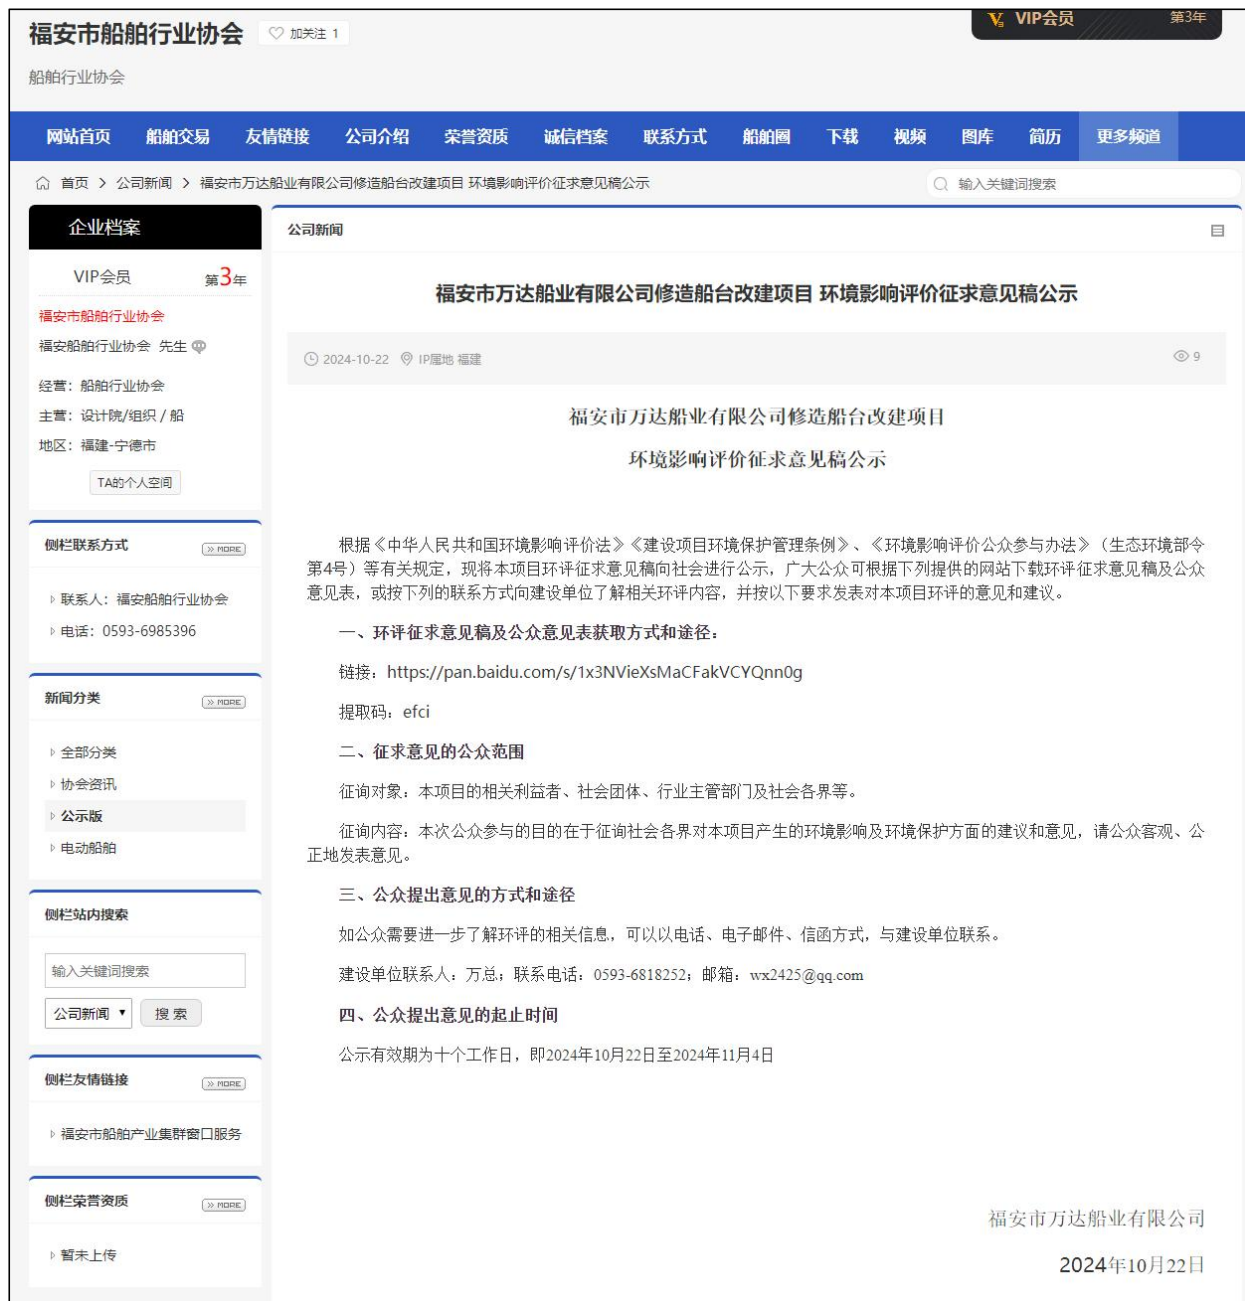 福安市船舶行业协会
加关注 1
VIP会员
第3年
船舶行业协会
网站首页 船舶交易 友情链接 公司介绍 荣誉资质 诚信档案 联系方式 船舶圈 下载 视频 图库 简历 更多频道
首页 > 公司新闻 > 福安市万达船业有限公司修造船台改建项目 环境影响评价征求意见稿公示
输入关键词搜索
企业档案
VIP会员 第3年
福安市船舶行业协会
福安船舶行业协会 先生
经营：船舶行业协会
主营：设计院/组织 / 船
地区：福建-宁德市
TA的个人空间
侧栏联系方式
>> MORE
联系人：福安船舶行业协会
电话：0593-6985396
新闻分类
>> MORE
全部分类
协会资讯
公示版
电动船舶
侧栏站内搜索
输入关键词搜索
公司新闻 ▼ 搜 索
侧栏友情链接
>> MORE
福安市船舶产业集群窗口服务
侧栏荣誉资质
>> MORE
暂未上传
公司新闻
福安市万达船业有限公司修造船台改建项目 环境影响评价征求意见稿公示
2024-10-22 IP属地 福建
9
福安市万达船业有限公司修造船台改建项目
环境影响评价征求意见稿公示
根据《中华人民共和国环境影响评价法》《建设项目环境保护管理条例》、《环境影响评价公众参与办法》（生态环境部令
第4号）等有关规定，现将本项目环评征求意见稿向社会进行公示，广大公众可根据下列提供的网站下载环评征求意见稿及公众
意见表，或按下列的联系方式向建设单位了解相关环评内容，并按以下要求发表对本项目环评的意见和建议。
一、环评征求意见稿及公众意见表获取方式和途径：
链接：https://pan.baidu.com/s/1x3NVieXsMaCFakVCYQnn0g
提取码：efci
二、征求意见的公众范围
征询对象：本项目的相关利益者、社会团体、行业主管部门及社会各界等。
征询内容：本次公众参与的目的在于征询社会各界对本项目产生的环境影响及环境保护方面的建议和意见，请公众客观、公
正地发表意见。
三、公众提出意见的方式和途径
如公众需要进一步了解环评的相关信息，可以以电话、电子邮件、信函方式，与建设单位联系。
建设单位联系人：万总；联系电话：0593-6818252；邮箱：wx2425@qq.com
四、公众提出意见的起止时间
公示有效期为十个工作日，即2024年10月22日至2024年11月4日
福安市万达船业有限公司
2024年10月22日